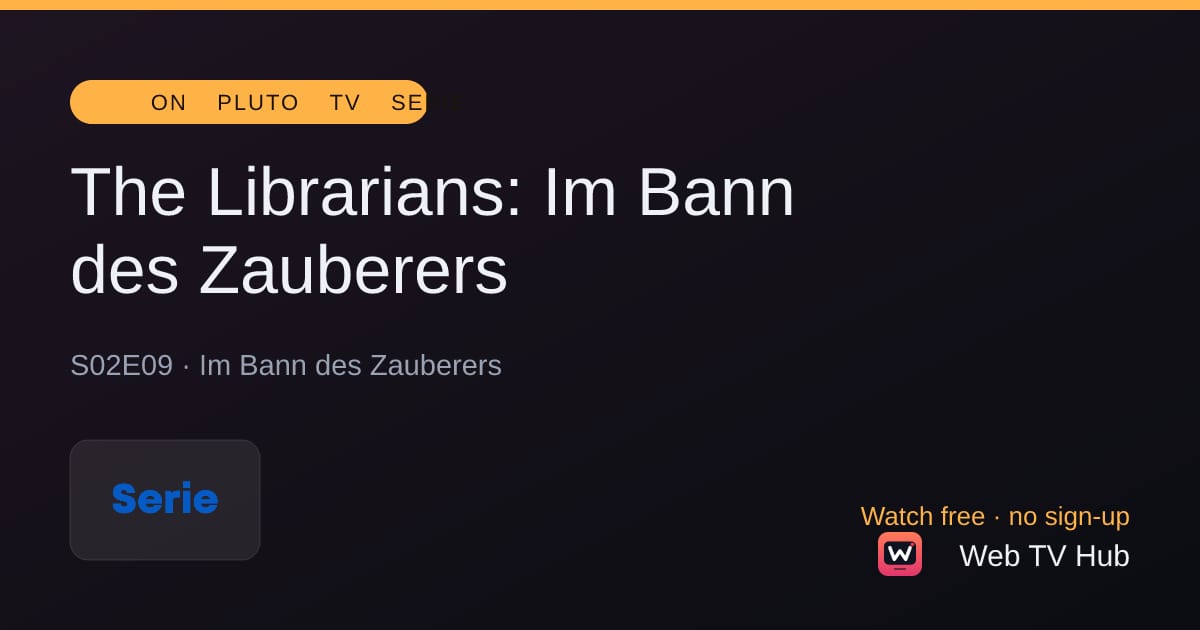 ON PLUTO TV SERIE
The Librarians: Im Bann
des Zauberers
S02E09 · Im Bann des Zauberers
Serie
Watch free · no sign-up
W
Web TV Hub